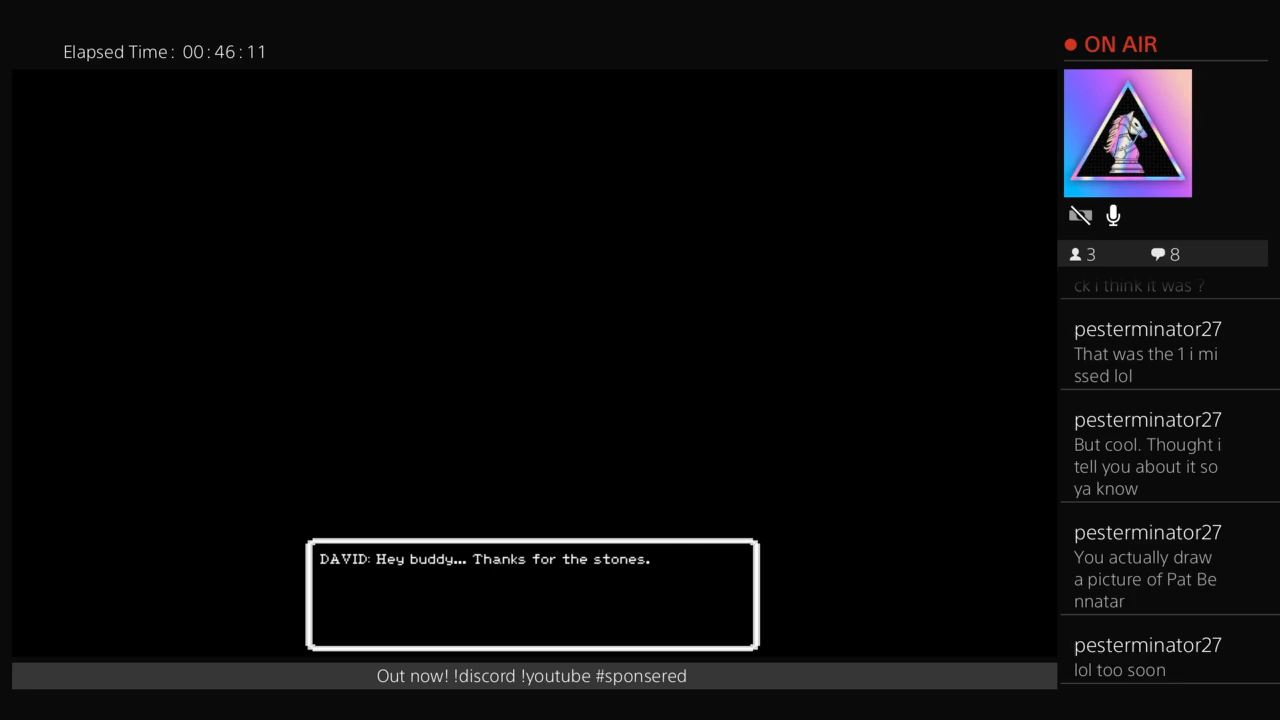 Elapsed Time: 00:46:11
ON AIR
3
8
ck i think it was ?
pesterminator27
That was the 1 i mi
ssed lol
pesterminator27
But cool. Thought i
tell you about it so
ya know
pesterminator27
You actually draw
a picture of Pat Be
nnatar
pesterminator27
lol too soon
DAVID: Hey buddy... Thanks for the stones.
Out now! !discord !youtube #sponsered